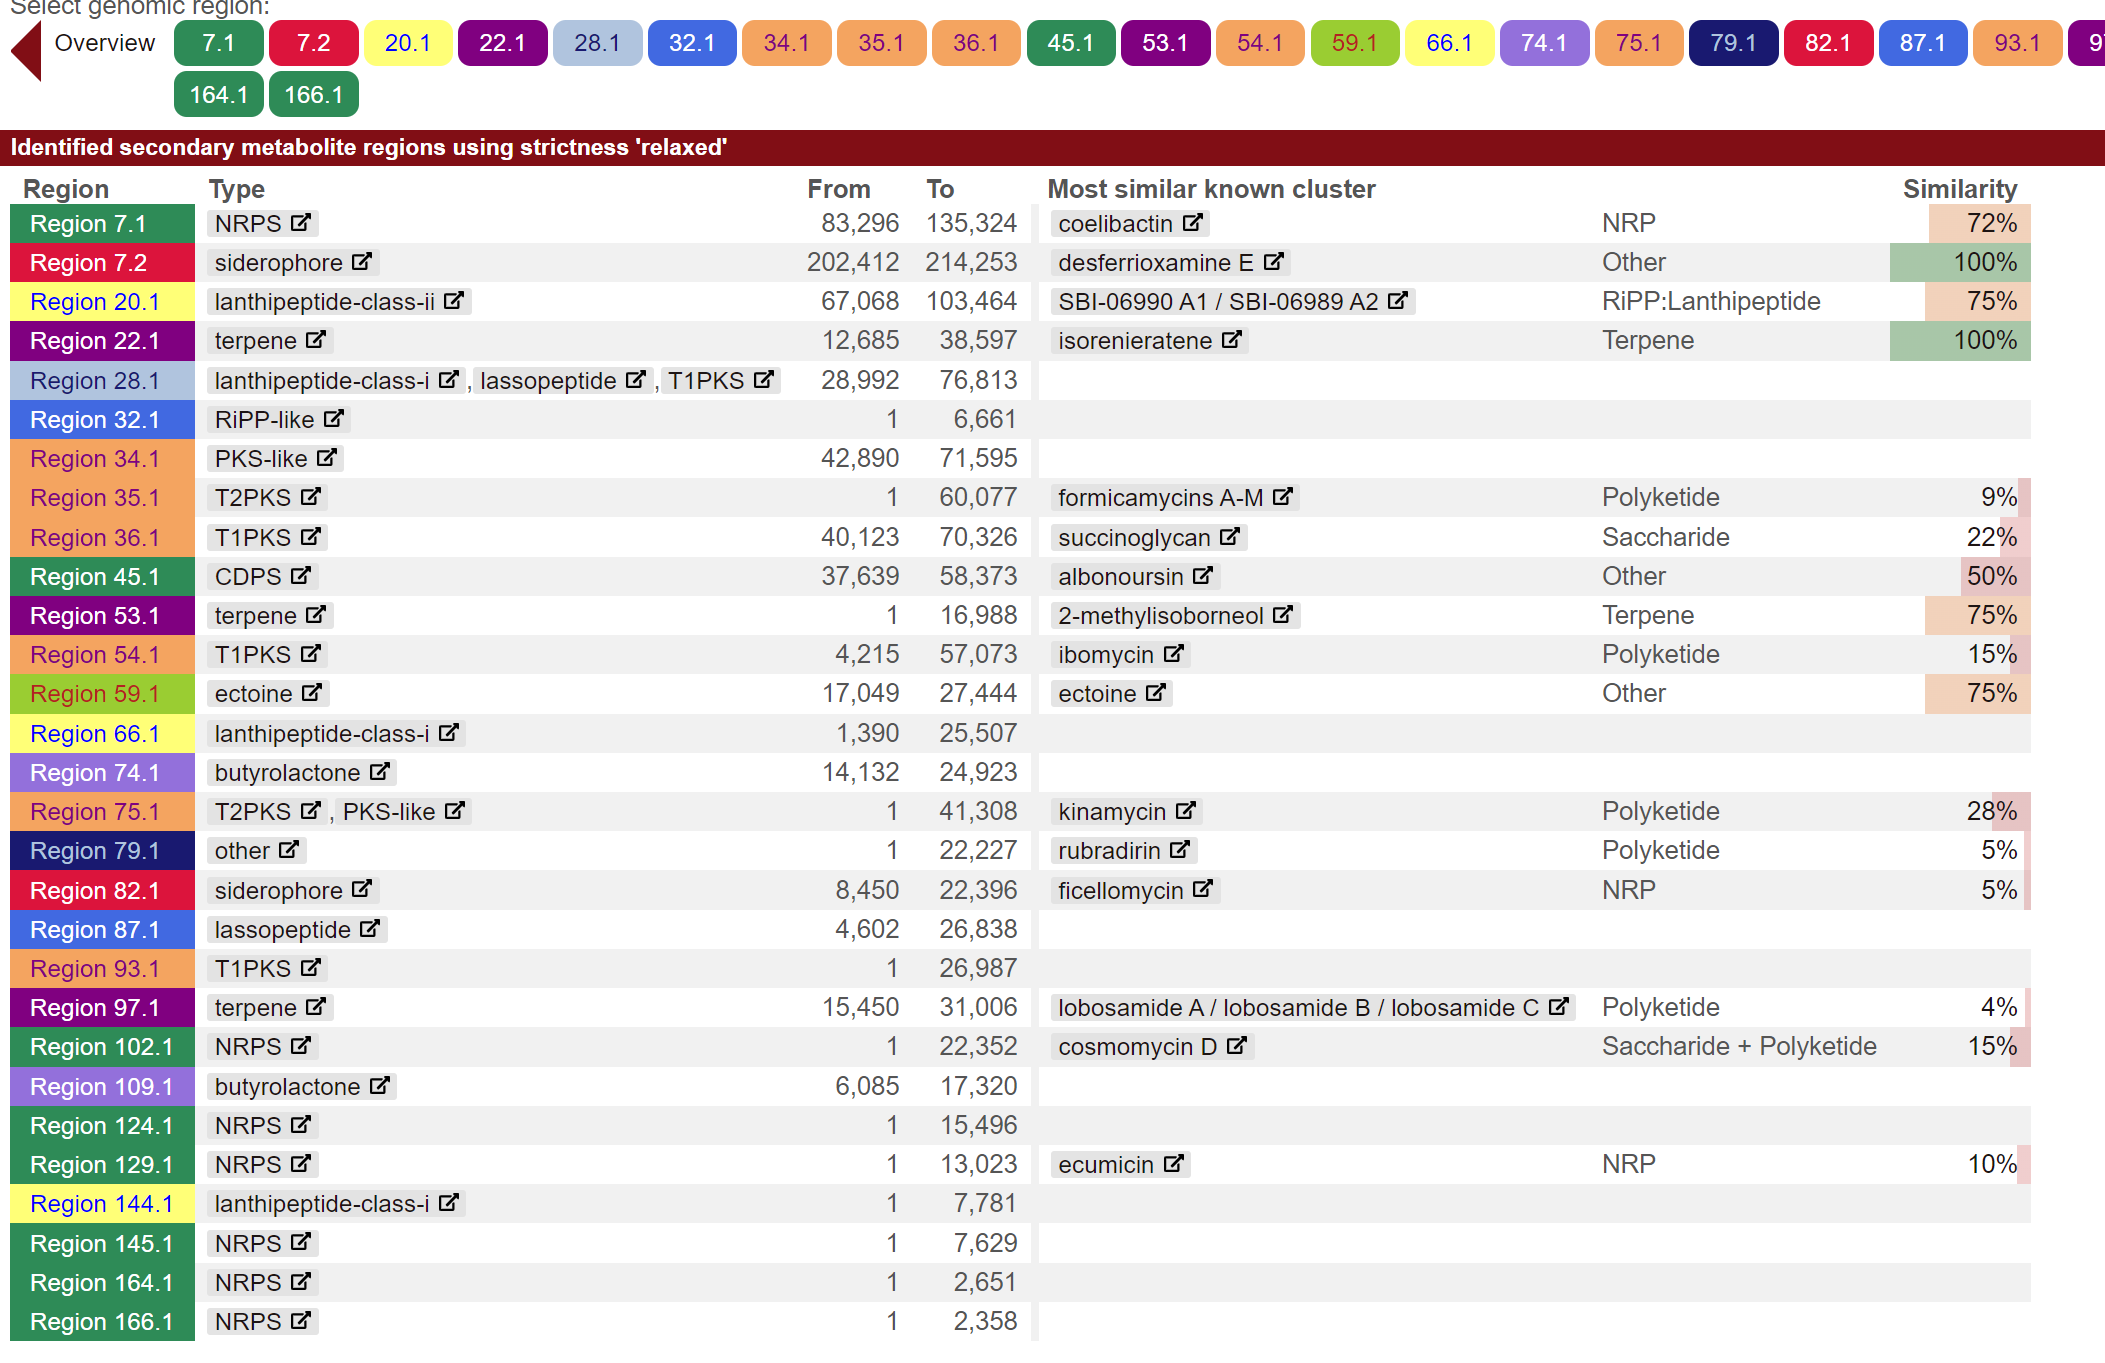 Select genomic region:
Overview 7.1 7.2 20.1 22.1 28.1 32.1 34.1 35.1 36.1 45.1 53.1 54.1 59.1 66.1 74.1 75.1 79.1 82.1 87.1 93.1
164.1 166.1
Identified secondary metabolite regions using strictness 'relaxed'
Region Type From To Most similar known cluster Similarity
Region 7.1 NRPS 83,296 135,324 coelibactin NRP 72%
Region 7.2 siderophore 202,412 214,253 desferrioxamine E Other 100%
Region 20.1 lanthipeptide-class-ii 67,068 103,464 SBI-06990 A1 / SBI-06989 A2 RiPP:Lanthipeptide 75%
Region 22.1 terpene 12,685 38,597 isorenieratene Terpene 100%
Region 28.1 lanthipeptide-class-i , lassopeptide , T1PKS 28,992 76,813
Region 32.1 RiPP-like 1 6,661
Region 34.1 PKS-like 42,890 71,595
Region 35.1 T2PKS 1 60,077 formicamycins A-M Polyketide 9%
Region 36.1 T1PKS 40,123 70,326 succinoglycan Saccharide 22%
Region 45.1 CDPS 37,639 58,373 albonoursin Other 50%
Region 53.1 terpene 1 16,988 2-methylisoborneol Terpene 75%
Region 54.1 T1PKS 4,215 57,073 ibomycin Polyketide 15%
Region 59.1 ectoine 17,049 27,444 ectoine Other 75%
Region 66.1 lanthipeptide-class-i 1,390 25,507
Region 74.1 butyrolactone 14,132 24,923
Region 75.1 T2PKS , PKS-like 1 41,308 kinamycin Polyketide 28%
Region 79.1 other 1 22,227 rubradirin Polyketide 5%
Region 82.1 siderophore 8,450 22,396 ficellomycin NRP 5%
Region 87.1 lassopeptide 4,602 26,838
Region 93.1 T1PKS 1 26,987
Region 97.1 terpene 15,450 31,006 lobosamide A / lobosamide B / lobosamide C Polyketide 4%
Region 102.1 NRPS 1 22,352 cosmomycin D Saccharide + Polyketide 15%
Region 109.1 butyrolactone 6,085 17,320
Region 124.1 NRPS 1 15,496
Region 129.1 NRPS 1 13,023 ecumicin NRP 10%
Region 144.1 lanthipeptide-class-i 1 7,781
Region 145.1 NRPS 1 7,629
Region 164.1 NRPS 1 2,651
Region 166.1 NRPS 1 2,358